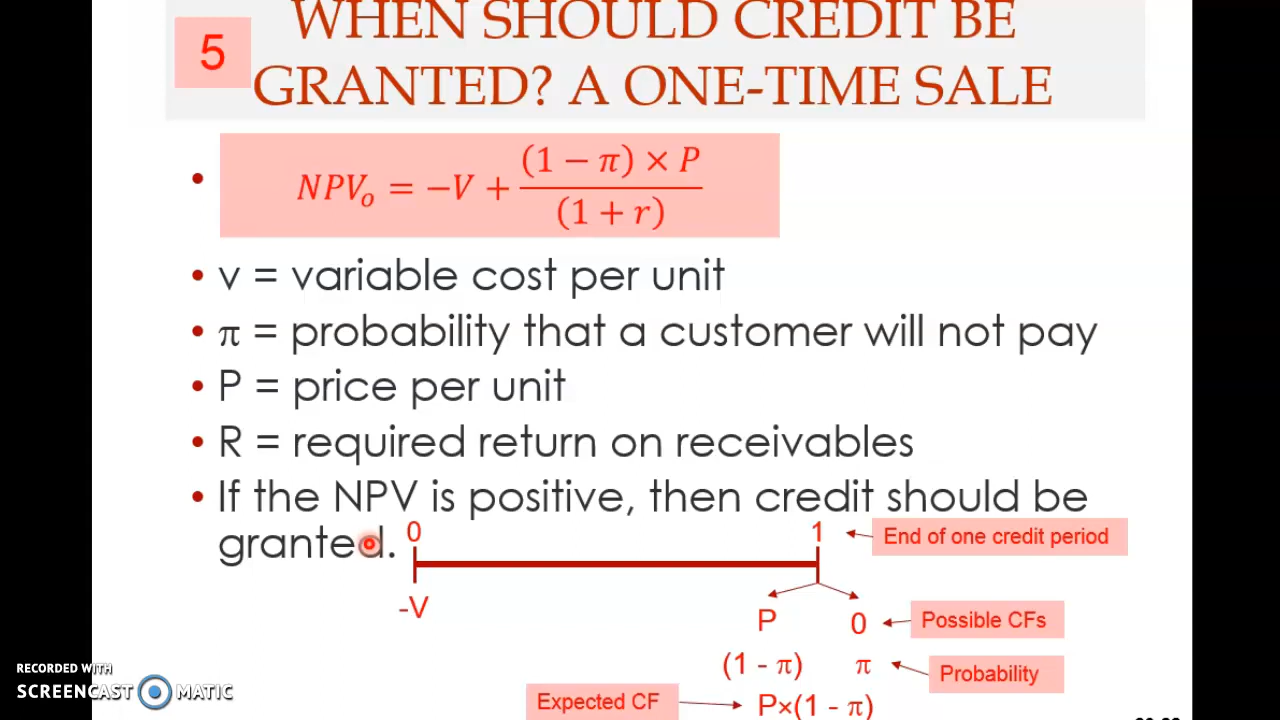 WHEN SHOULD CREDIT BE
5
GRANTED? A ONE-TIME SALE
• NPVₒ = −V + (1 − π) × P / (1 + r)
• v = variable cost per unit
• π = probability that a customer will not pay
• P = price per unit
• R = required return on receivables
• If the NPV is positive, then credit should be
granted.
0
1
End of one credit period
-V
P
0
Possible CFs
(1 - π)
π
Probability
Expected CF
P×(1 - π)
RECORDED WITH
SCREENCAST MATIC